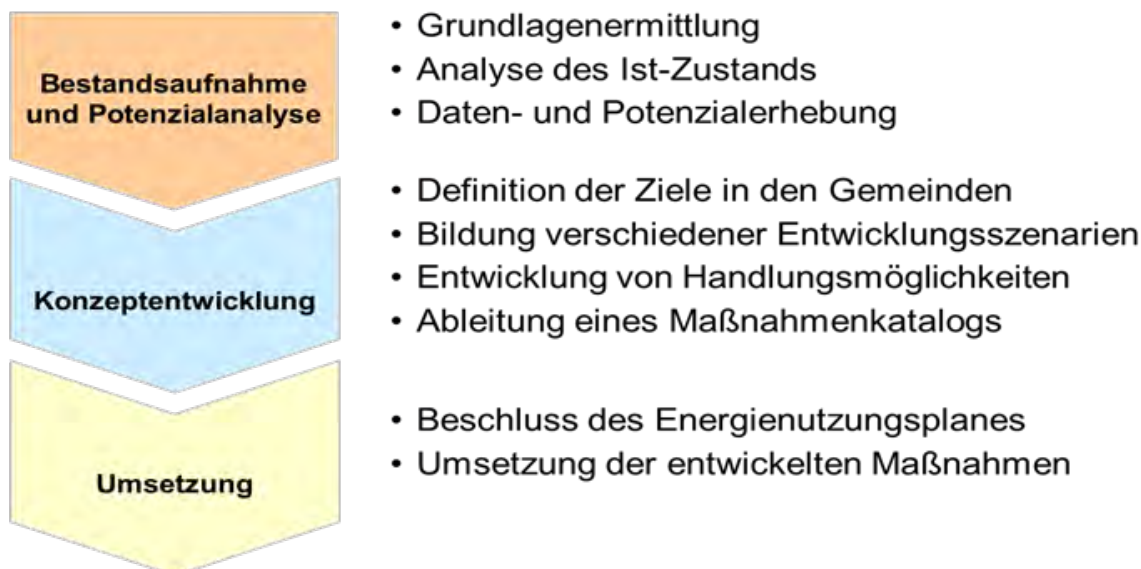 Bestandsaufnahme
und Potenzialanalyse
• Grundlagenermittlung
• Analyse des Ist-Zustands
• Daten- und Potenzialerhebung
Konzeptentwicklung
• Definition der Ziele in den Gemeinden
• Bildung verschiedener Entwicklungsszenarien
• Entwicklung von Handlungsmöglichkeiten
• Ableitung eines Maßnahmenkatalogs
Umsetzung
• Beschluss des Energienutzungsplanes
• Umsetzung der entwickelten Maßnahmen